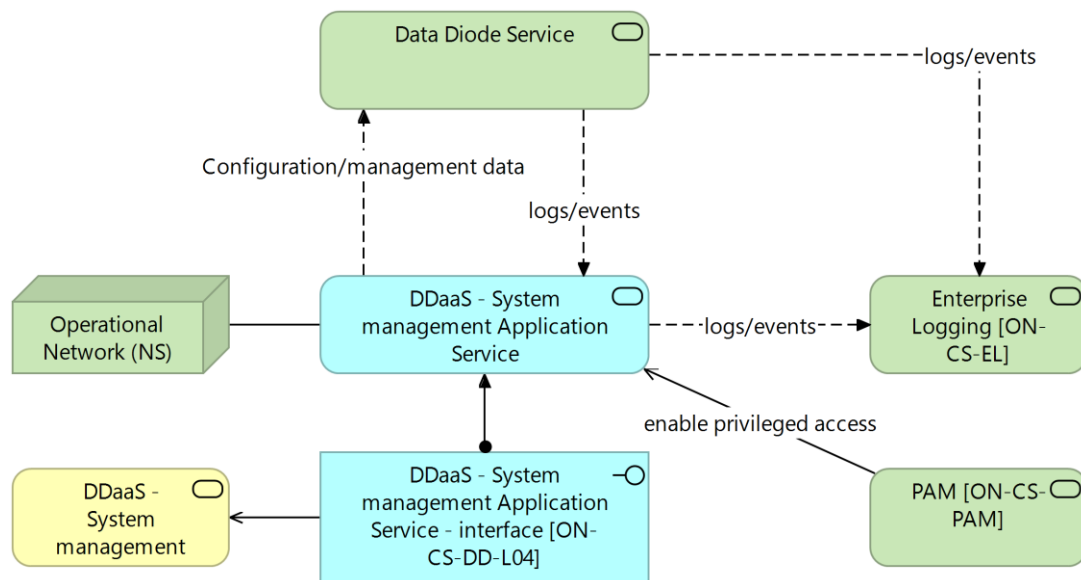 Data Diode Service
logs/events
Configuration/management data
logs/events
Operational
Network (NS)
DDaaS - System
management Application
Service
logs/events
Enterprise
Logging [ON-
CS-EL]
enable privileged access
DDaaS -
System
management
DDaaS - System
management Application
Service - interface [ON-
CS-DD-L04]
PAM [ON-CS-
PAM]